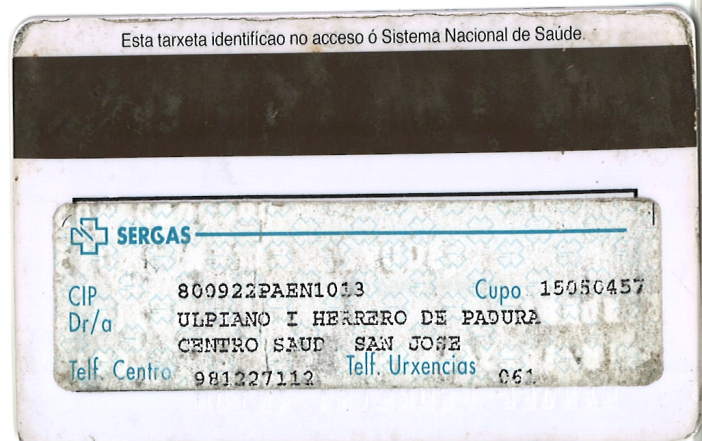 Esta tarxeta identifícao no acceso ó Sistema Nacional de Saúde.
SERGAS
CIP 800922PAEN1013 Cupo 15050457
Dr/a ULPIANO I HERRERO DE PADURA
CENTRO SAUD SAN JOSE
Telf. Centro 981227112 Telf. Urxencias 061